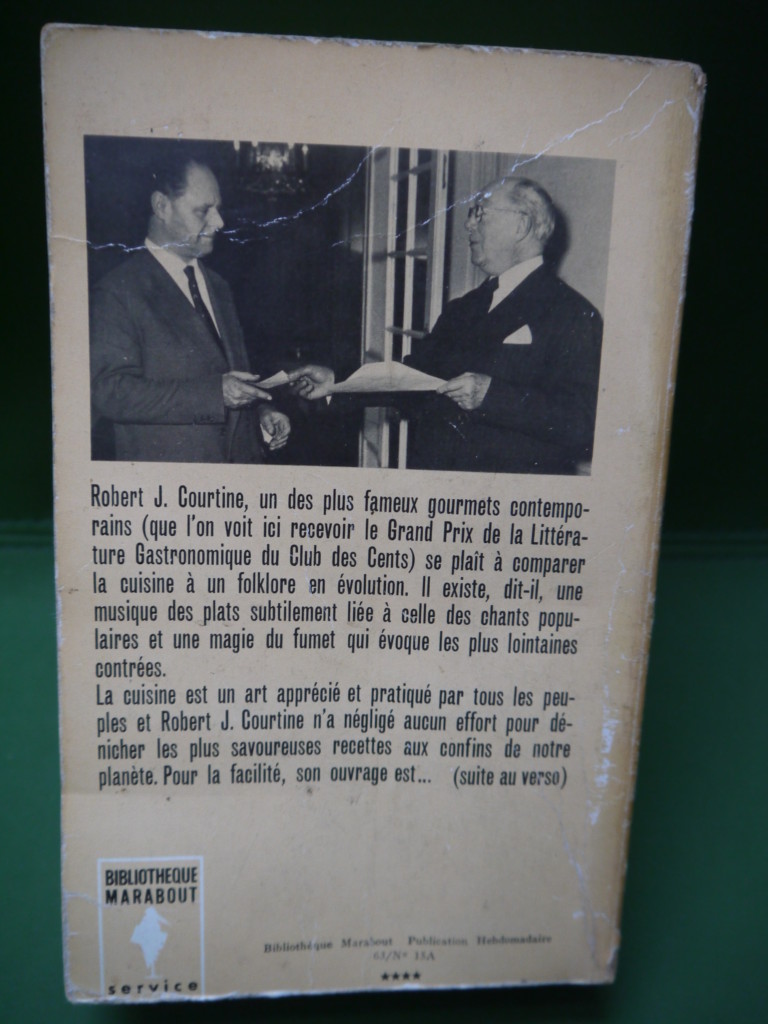 Robert J. Courtine, un des plus fameux gourmets contempo-
rains (que l'on voit ici recevoir le Grand Prix de la Littéra-
ture Gastronomique du Club des Cents) se plaît à comparer
la cuisine à un folklore en évolution. Il existe, dit-il, une
musique des plats subtilement liée à celle des chants popu-
laires et une magie du fumet qui évoque les plus lointaines
contrées.
La cuisine est un art apprécié et pratiqué par tous les peu-
ples et Robert J. Courtine n'a négligé aucun effort pour dé-
nicher les plus savoureuses recettes aux confins de notre
planète. Pour la facilité, son ouvrage est... (suite au verso)
BIBLIOTHEQUE
MARABOUT
service
Bibliothéque Marabout Publication Hebdomadaire
63/N° 18A
****